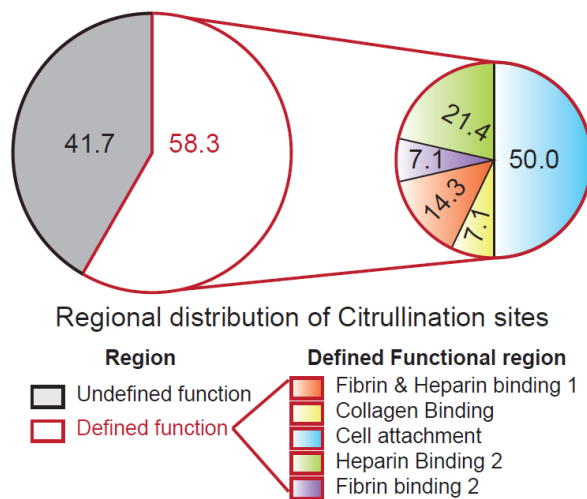 41.7
58.3
21.4
7.1
14.3
7.1
50.0
Regional distribution of Citrullination sites
Region
Undefined function
Defined function
Defined Functional region
Fibrin & Heparin binding 1
Collagen Binding
Cell attachment
Heparin Binding 2
Fibrin binding 2